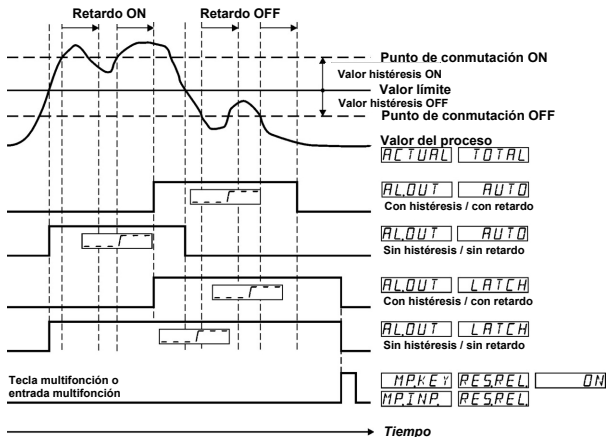 Retardo ON Retardo OFF
Punto de conmutación ON
Valor histéresis ON
Valor límite
Valor histéresis OFF
Punto de conmutación OFF
Valor del proceso
ACTUAL TOTAL
AL.OUT AUTO
Con histéresis / con retardo
AL.OUT AUTO
Sin histéresis / sin retardo
AL.OUT LATCH
Con histéresis / con retardo
AL.OUT LATCH
Sin histéresis / sin retardo
Tecla multifonción o
entrada multifonción
MP.KEY RES.REL. ON
MP.INP. RES.REL.
Tiempo